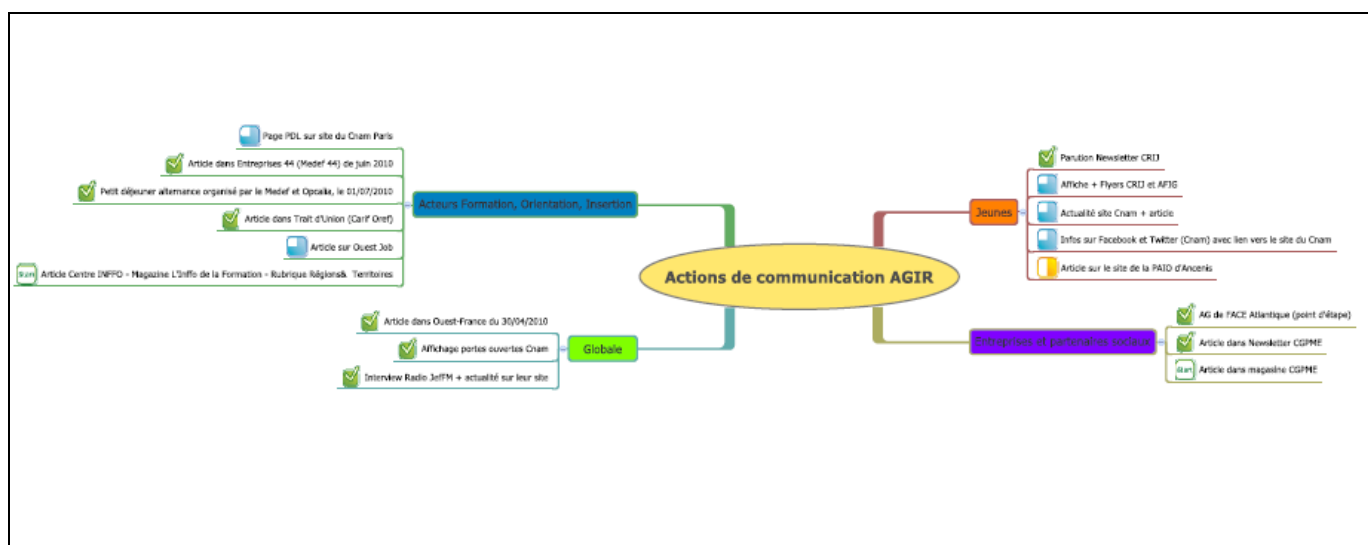 Page PDL sur site du Cnam Paris
Article dans Entreprises 44 (Medef 44) de juin 2010
Petit déjeuner alternance organisé par le Medef et Opcalia, le 01/07/2010
Acteurs Formation, Orientation, Insertion
Article dans Trait d'Union (Carif Oref)
Article sur Ouest Job
Start Article Centre INFFO - Magazine L'Inffo de la Formation - Rubrique Régions& Territoires
Article dans Ouest-France du 30/04/2010
Affichage portes ouvertes Cnam
Globale
Interview Radio JetFM + actualité sur leur site
Actions de communication AGIR
Parution Newsletter CRIJ
Affiche + Flyers CRIJ et AFIJ
Jeunes
Actualité site Cnam + article
Infos sur Facebook et Twitter (Cnam) avec lien vers le site du Cnam
Article sur le site de la PAIO d'Ancenis
AG de FACE Atlantique (point d'étape)
Entreprises et partenaires sociaux
Article dans Newsletter CGPME
Start Article dans magasine CGPME